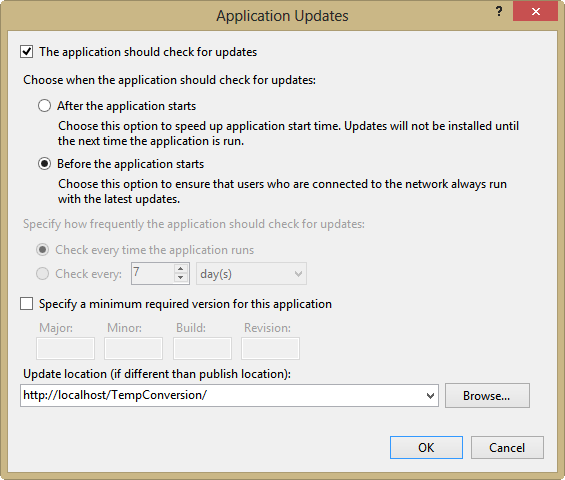 Application Updates
?
The application should check for updates
Choose when the application should check for updates:
After the application starts
Choose this option to speed up application start time. Updates will not be installed until
the next time the application is run.
Before the application starts
Choose this option to ensure that users who are connected to the network always run
with the latest updates.
Specify how frequently the application should check for updates:
Check every time the application runs
Check every: 7 day(s)
Specify a minimum required version for this application
Major: Minor: Build: Revision:
Update location (if different than publish location):
http://localhost/TempConversion/ Browse...
OK Cancel